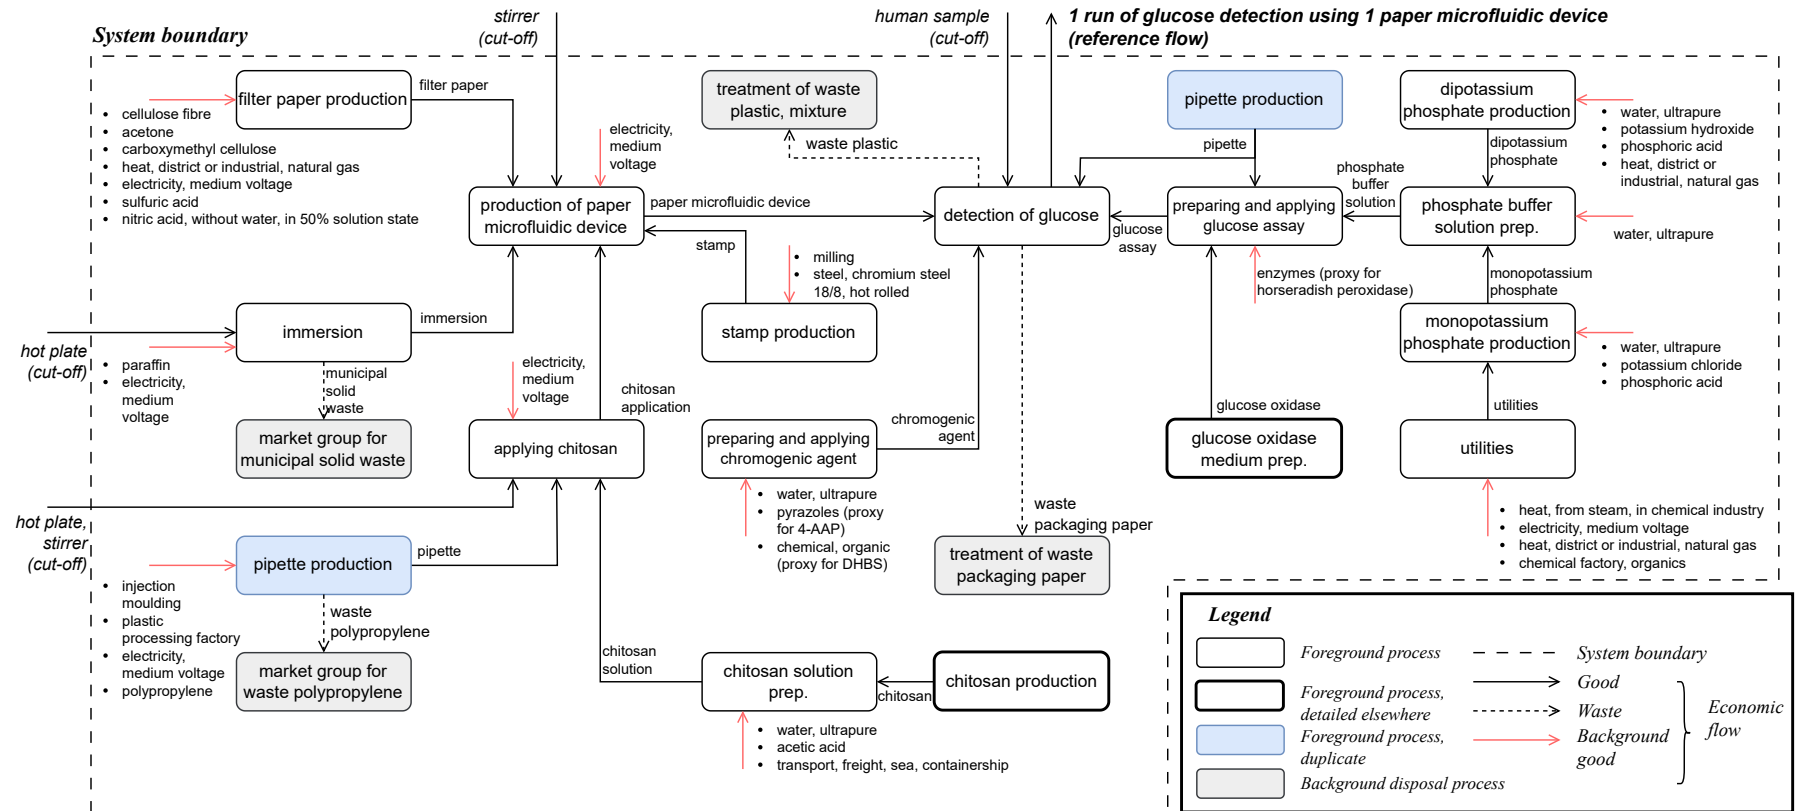 stirrer
(cut-off)
human sample
(cut-off)
1 run of glucose detection using 1 paper microfluidic device
(reference flow)
System boundary
filter paper production
filter paper
• cellulose fibre
• acetone
• carboxymethyl cellulose
• heat, district or industrial, natural gas
• electricity, medium voltage
• sulfuric acid
• nitric acid, without water, in 50% solution state
electricity,
medium
voltage
treatment of waste
plastic, mixture
waste plastic
pipette production
pipette
dipotassium
phosphate production
• water, ultrapure
• potassium hydroxide
• phosphoric acid
• heat, district or
industrial, natural gas
dipotassium
phosphate
production of paper
microfluidic device
paper microfluidic device
stamp
detection of glucose
glucose
assay
preparing and applying
glucose assay
phosphate
buffer
solution
phosphate buffer
solution prep.
water, ultrapure
• milling
• steel, chromium steel
18/8, hot rolled
enzymes (proxy for
horseradish peroxidase)
monopotassium
phosphate
hot plate
(cut-off)
immersion
immersion
• paraffin
• electricity,
medium
voltage
municipal
solid
waste
stamp production
monopotassium
phosphate production
• water, ultrapure
• potassium chloride
• phosphoric acid
electricity,
medium
voltage
chitosan
application
chromogenic
agent
glucose oxidase
utilities
market group for
municipal solid waste
applying chitosan
preparing and applying
chromogenic agent
glucose oxidase
medium prep.
utilities
• water, ultrapure
• pyrazoles (proxy
for 4-AAP)
• chemical, organic
(proxy for DHBS)
waste
packaging paper
• heat, from steam, in chemical industry
• electricity, medium voltage
• heat, district or industrial, natural gas
• chemical factory, organics
hot plate,
stirrer
(cut-off)
pipette production
pipette
treatment of waste
packaging paper
• injection
moulding
• plastic
processing factory
• electricity,
medium voltage
• polypropylene
waste
polypropylene
market group for
waste polypropylene
chitosan
solution
chitosan solution
prep.
chitosan
chitosan production
• water, ultrapure
• acetic acid
• transport, freight, sea, containership
Legend
Foreground process
Foreground process,
detailed elsewhere
Foreground process,
duplicate
Background disposal process
System boundary
Good
Waste
Background
good
Economic
flow